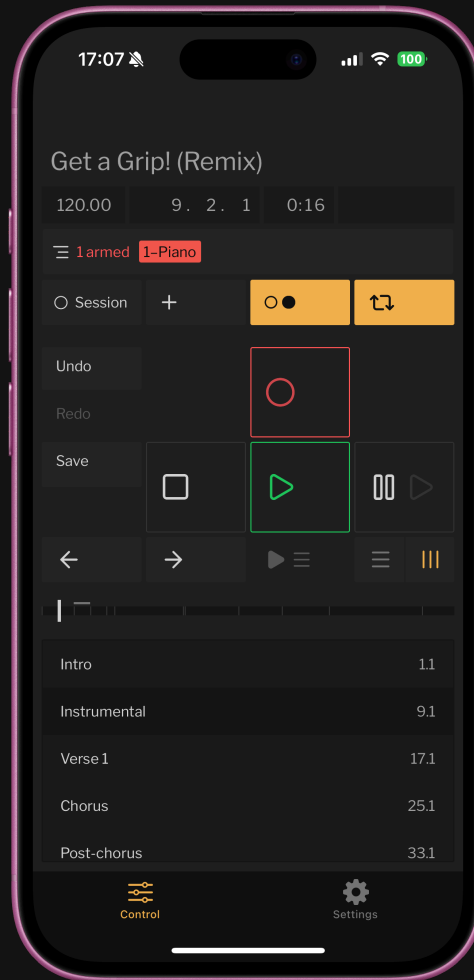 17:07 100
Get a Grip! (Remix)
120.00 9. 2. 1 0:16
1 armed 1–Piano
Session +
Undo
Redo
Save
Intro 1.1
Instrumental 9.1
Verse 1 17.1
Chorus 25.1
Post-chorus 33.1
Control Settings